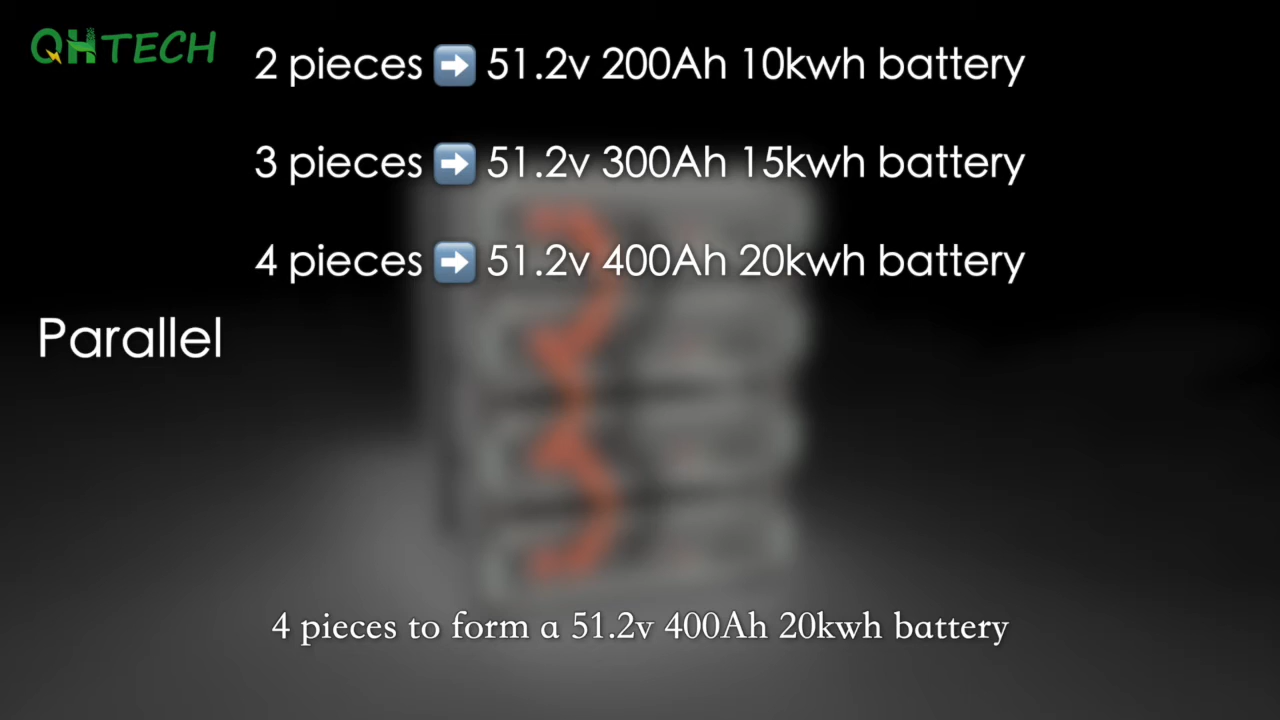 QHTECH
2 pieces ➡️ 51.2v 200Ah 10kwh battery
3 pieces ➡️ 51.2v 300Ah 15kwh battery
4 pieces ➡️ 51.2v 400Ah 20kwh battery
Parallel
4 pieces to form a 51.2v 400Ah 20kwh battery